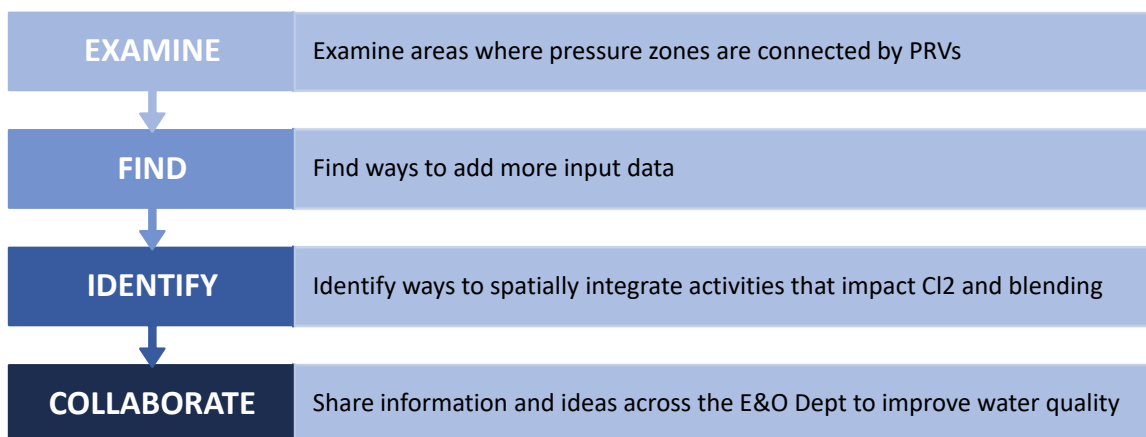 EXAMINE
Examine areas where pressure zones are connected by PRVs
FIND
Find ways to add more input data
IDENTIFY
Identify ways to spatially integrate activities that impact Cl2 and blending
COLLABORATE
Share information and ideas across the E&O Dept to improve water quality